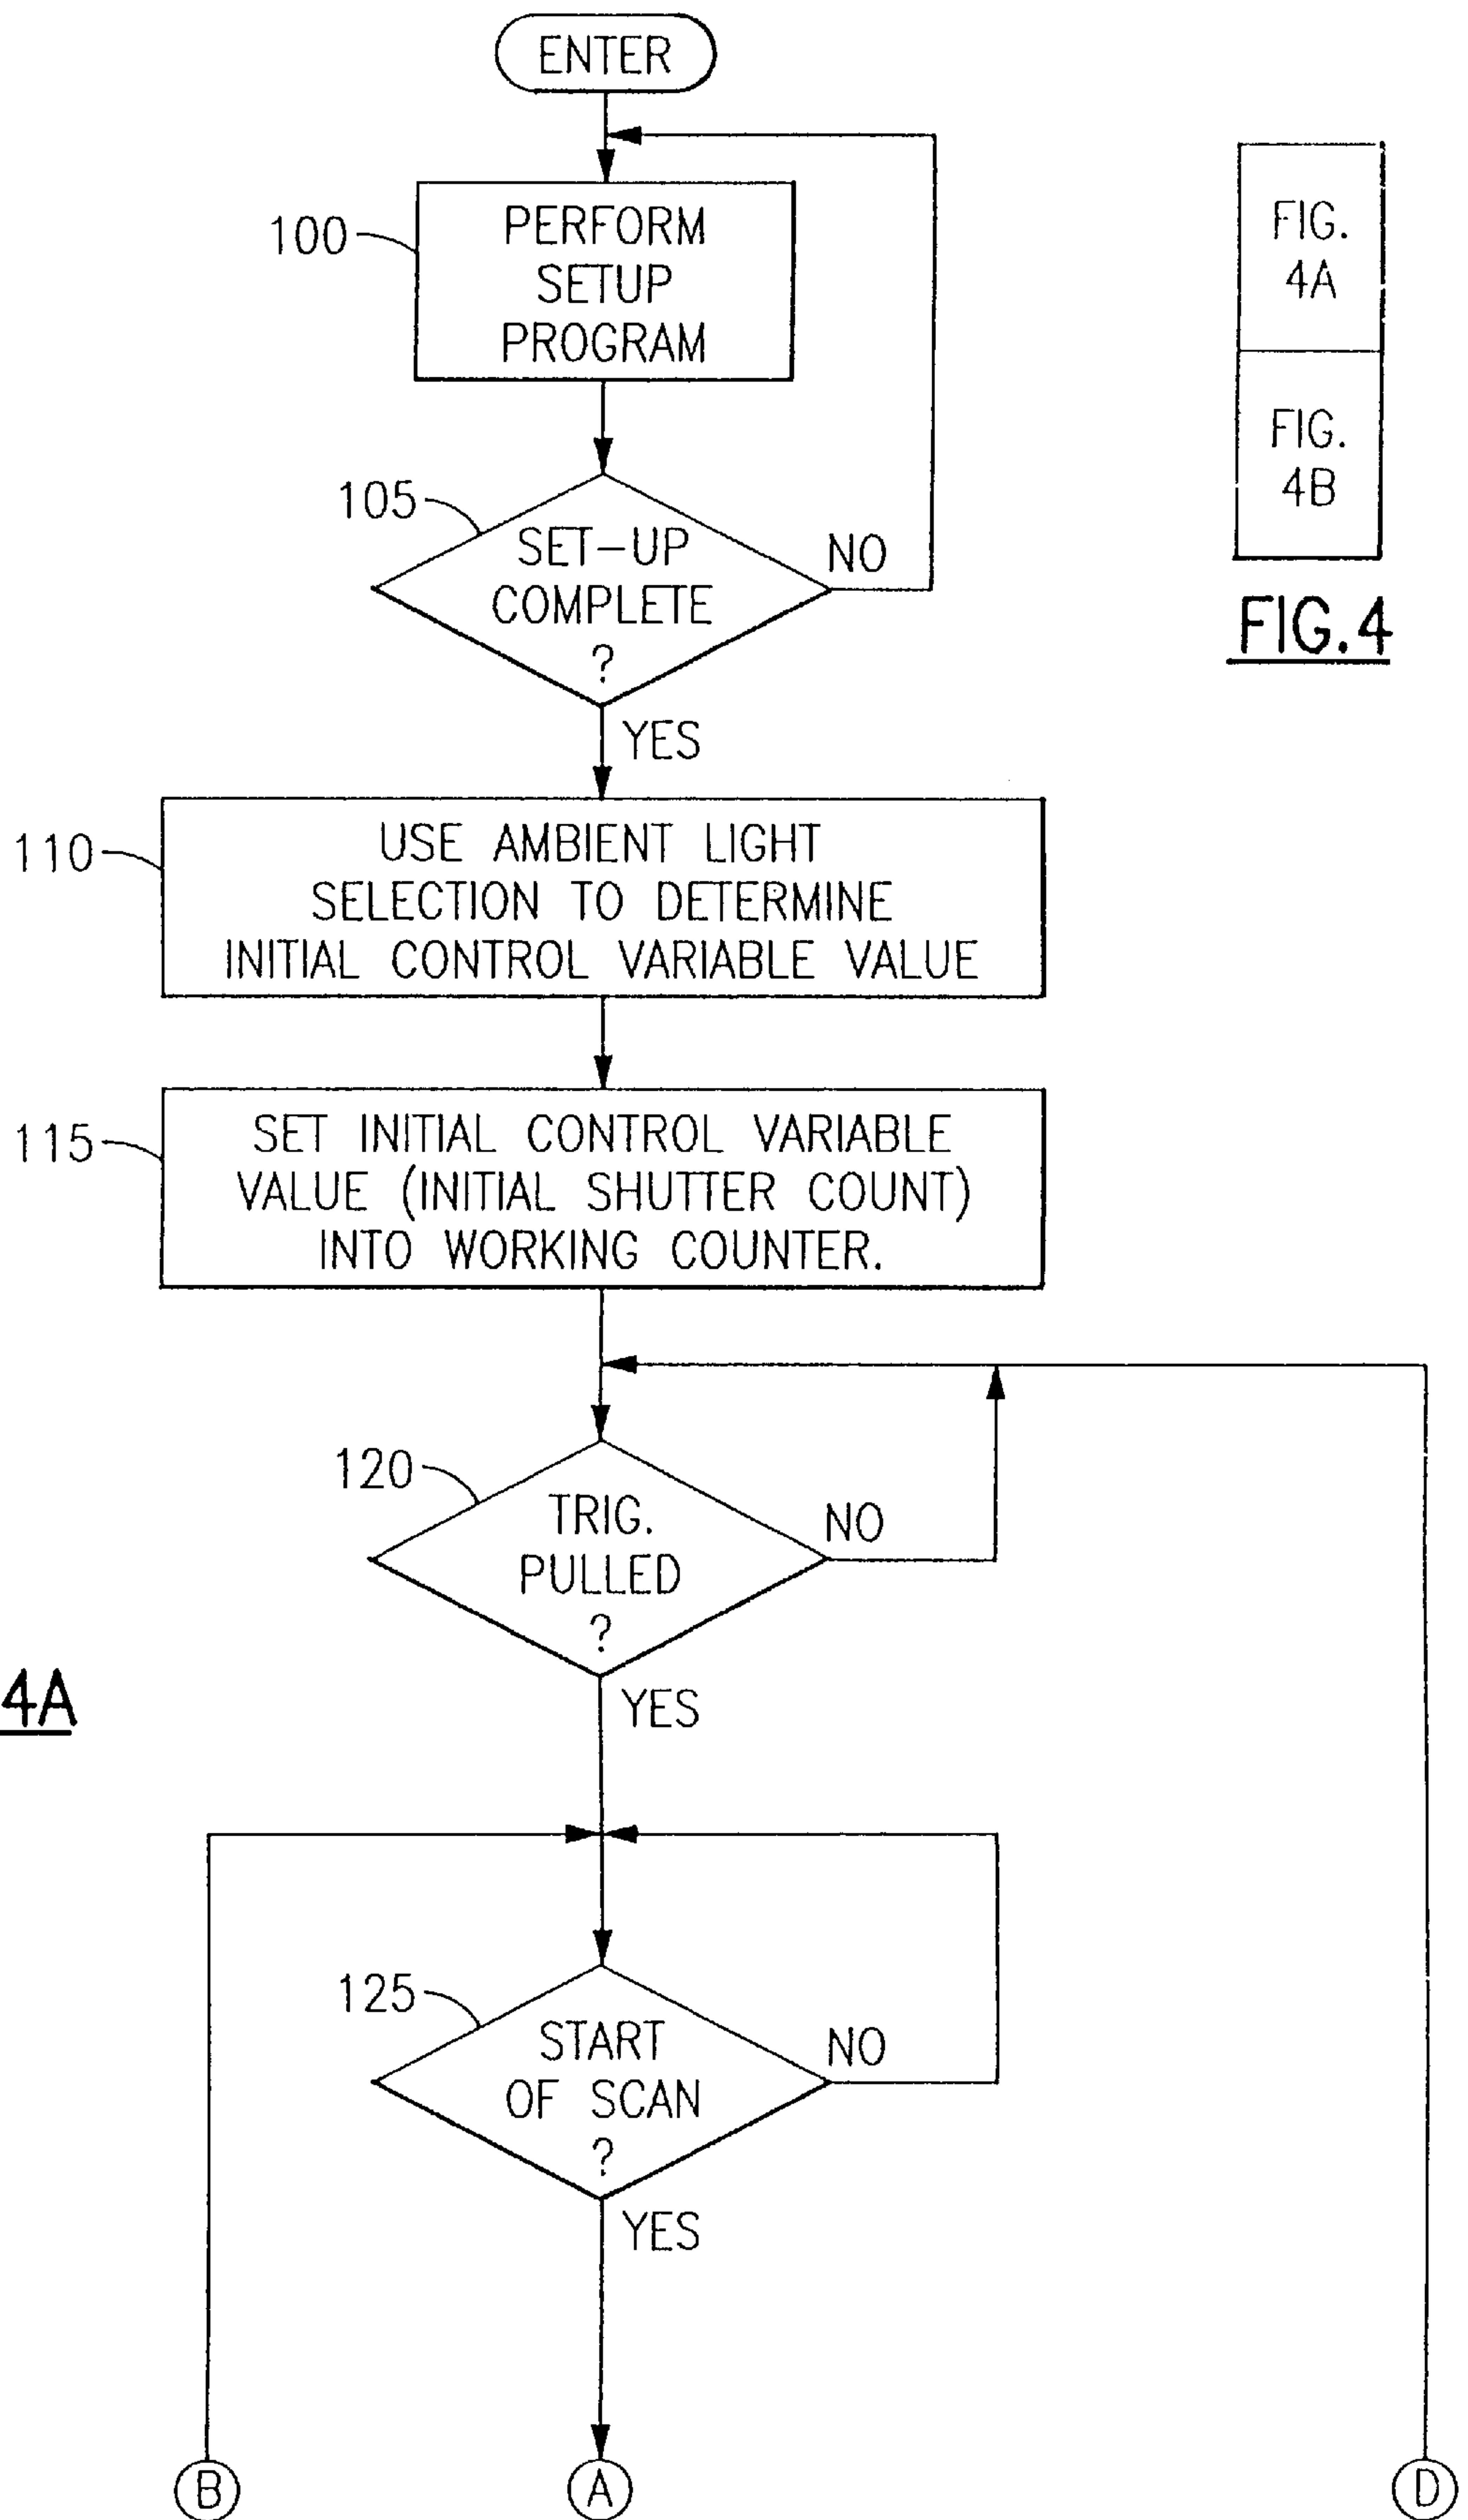 ENTER
100
PERFORM
SETUP
PROGRAM
FIG.
4A
FIG.
4B
FIG.4
105
SET-UP
COMPLETE
?
NO
YES
110
USE AMBIENT LIGHT
SELECTION TO DETERMINE
INITIAL CONTROL VARIABLE VALUE
115
SET INITIAL CONTROL VARIABLE
VALUE (INITIAL SHUTTER COUNT)
INTO WORKING COUNTER.
120
TRIG.
PULLED
?
NO
YES
4A
125
START
OF SCAN
?
NO
YES
B
A
D